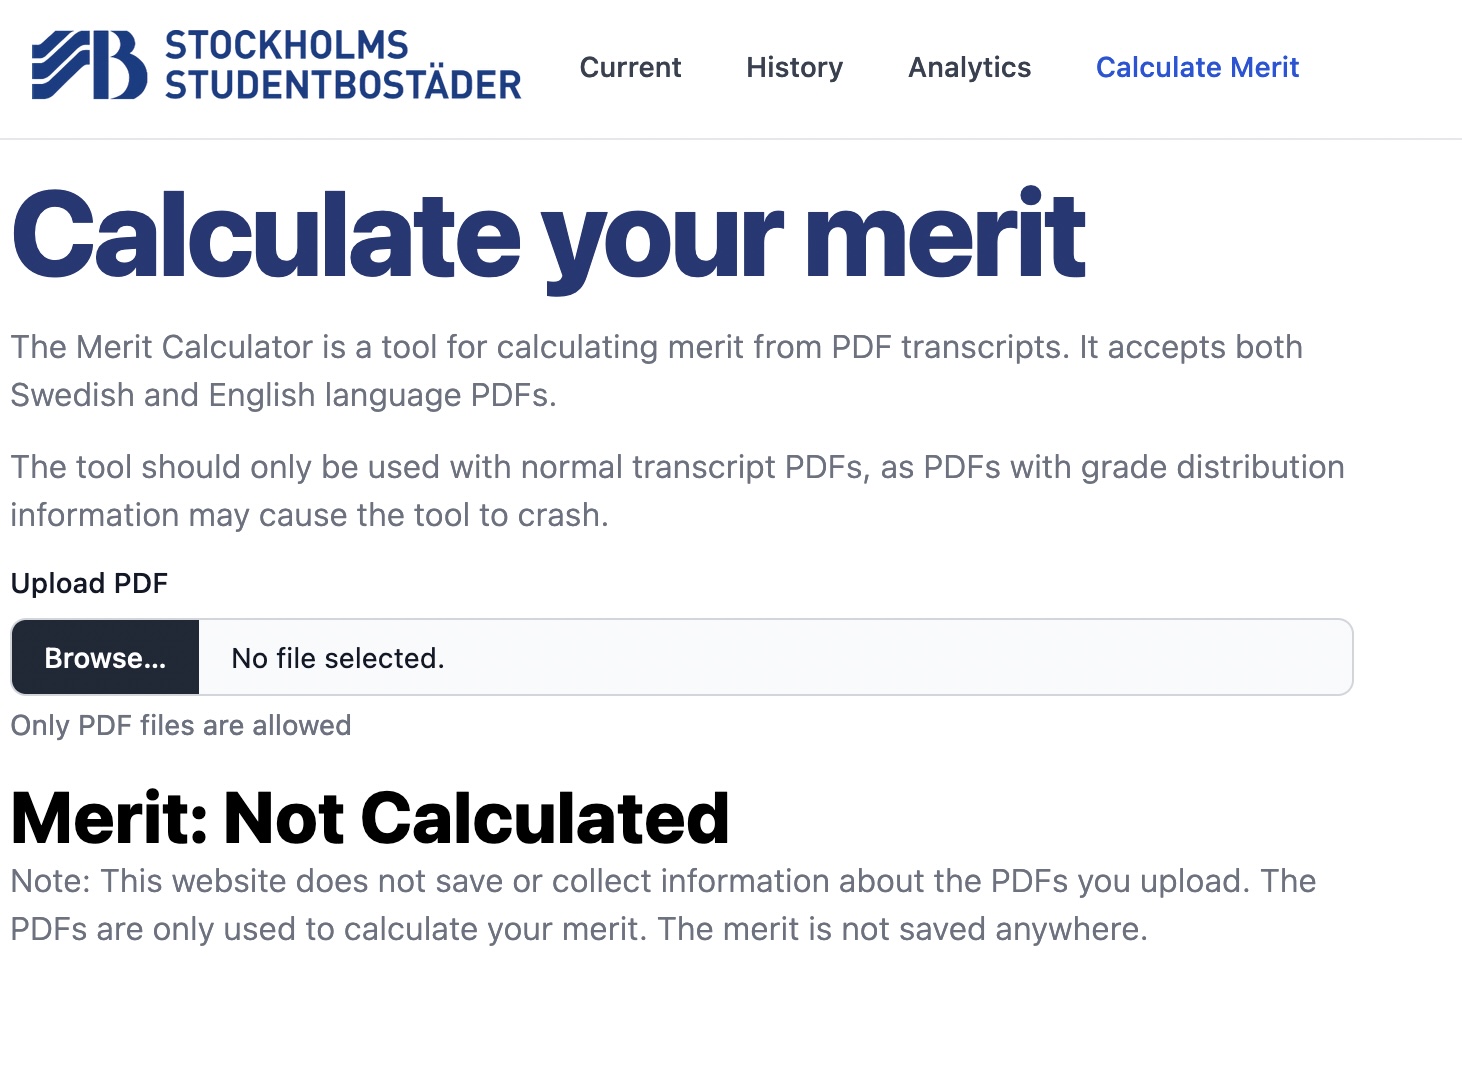 STOCKHOLMS
STUDENTBOSTÄDER
Current History Analytics Calculate Merit
Calculate your merit
The Merit Calculator is a tool for calculating merit from PDF transcripts. It accepts both
Swedish and English language PDFs.
The tool should only be used with normal transcript PDFs, as PDFs with grade distribution
information may cause the tool to crash.
Upload PDF
Browse... No file selected.
Only PDF files are allowed
Merit: Not Calculated
Note: This website does not save or collect information about the PDFs you upload. The
PDFs are only used to calculate your merit. The merit is not saved anywhere.